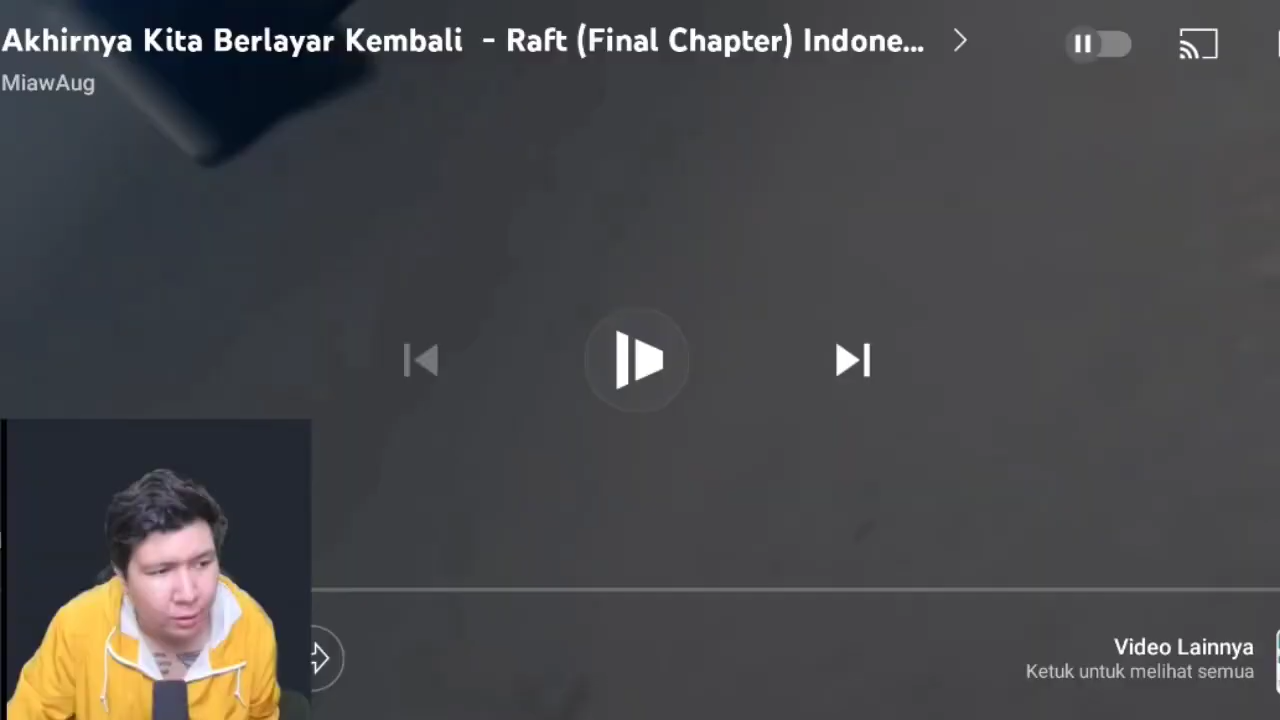 Akhirnya Kita Berlayar Kembali - Raft (Final Chapter) Indone...
MiawAug
Video Lainnya
Ketuk untuk melihat semua